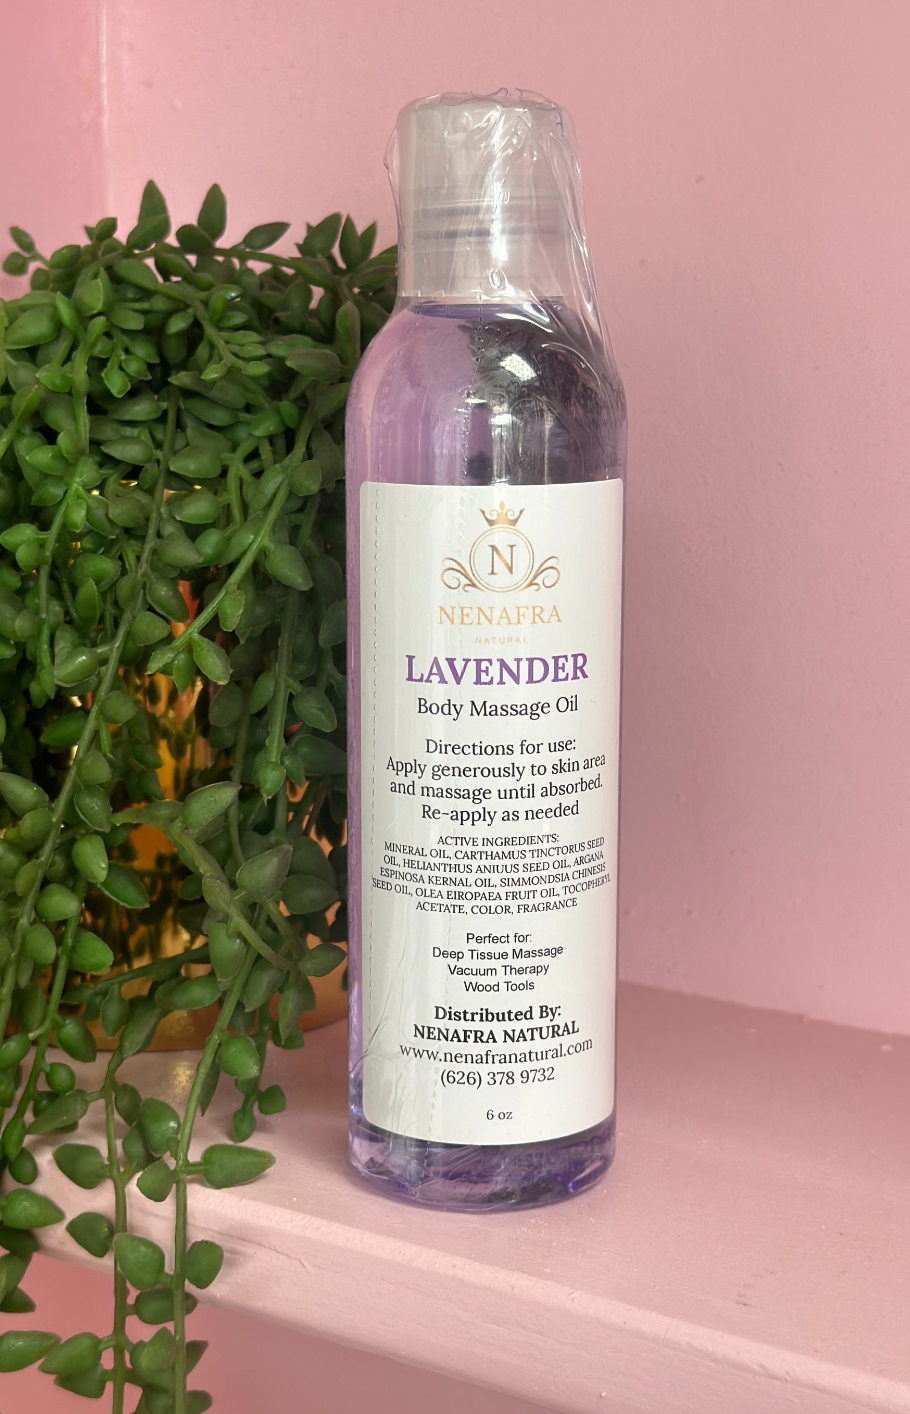 N
NENAFRA
NATURAL
LAVENDER
Body Massage Oil
Directions for use:
Apply generously to skin area
and massage until absorbed.
Re-apply as needed
ACTIVE INGREDIENTS:
MINERAL OIL, CARTHAMUS TINCTORUS SEED
OIL, HELIANTHUS ANIUUS SEED OIL, ARGANA
ESPINOSA KERNAL OIL, SIMMONDSIA CHINESIS
SEED OIL, OLEA EIROPAEA FRUIT OIL, TOCOPHERYL
ACETATE, COLOR, FRAGRANCE
Perfect for:
Deep Tissue Massage
Vacuum Therapy
Wood Tools
Distributed By:
NENAFRA NATURAL
www.nenafranatural.com
(626) 378 9732
6 oz